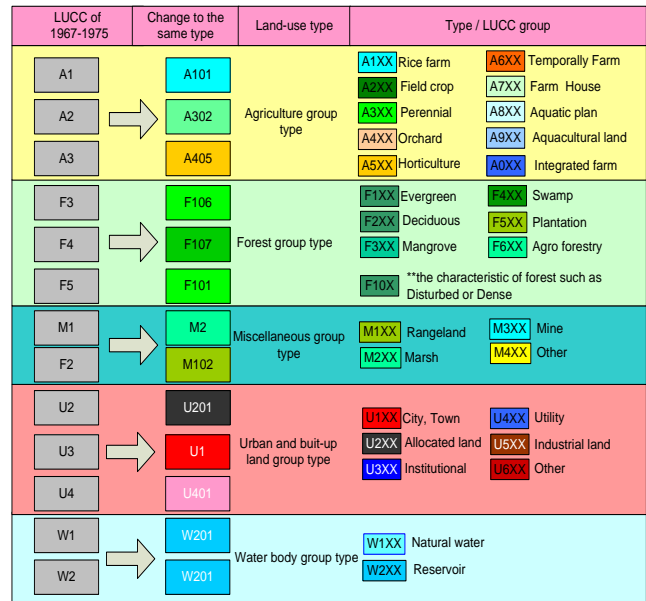 LUCC of
1967-1975
Change to the
same type
Land-use type
Type / LUCC group
A1
A101
A2
A302
A3
A405
Agriculture group
type
A1XX Rice farm
A6XX Temporally Farm
A2XX Field crop
A7XX Farm House
A3XX Perennial
A8XX Aquatic plan
A4XX Orchard
A9XX Aquacultural land
A5XX Horticulture
A0XX Integrated farm
F3
F106
F4
F107
F5
F101
Forest group type
F1XX Evergreen
F4XX Swamp
F2XX Deciduous
F5XX Plantation
F3XX Mangrove
F6XX Agro forestry
F10X **the characteristic of forest such as
Disturbed or Dense
M1
M2
F2
M102
Miscellaneous group
type
M1XX Rangeland
M3XX Mine
M2XX Marsh
M4XX Other
U2
U201
U3
U1
U4
U401
Urban and buit-up
land group type
U1XX City, Town
U4XX Utility
U2XX Allocated land
U5XX Industrial land
U3XX Institutional
U6XX Other
W1
W201
W2
W201
Water body group type
W1XX Natural water
W2XX Reservoir